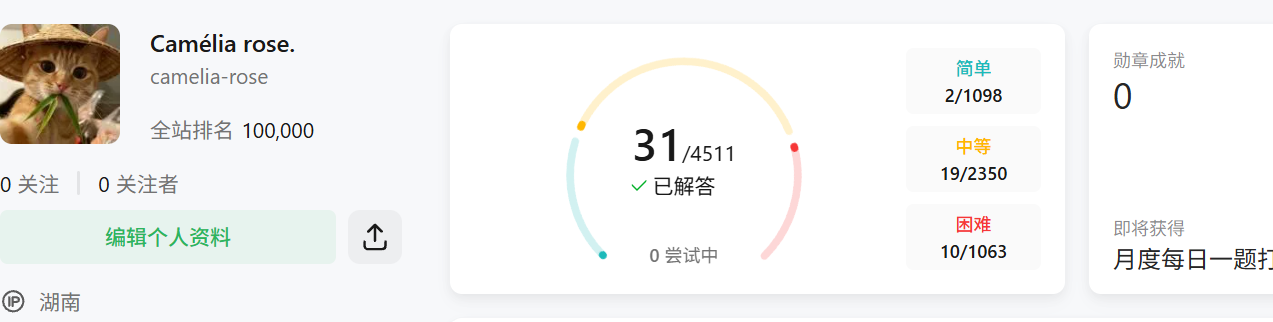 Camélia rose.
camelia-rose
全站排名 100,000
0 关注
0 关注者
编辑个人资料
IP 湖南
31/4511
已解答
0 尝试中
简单
2/1098
中等
19/2350
困难
10/1063
勋章成就
0
即将获得
月度每日一题打